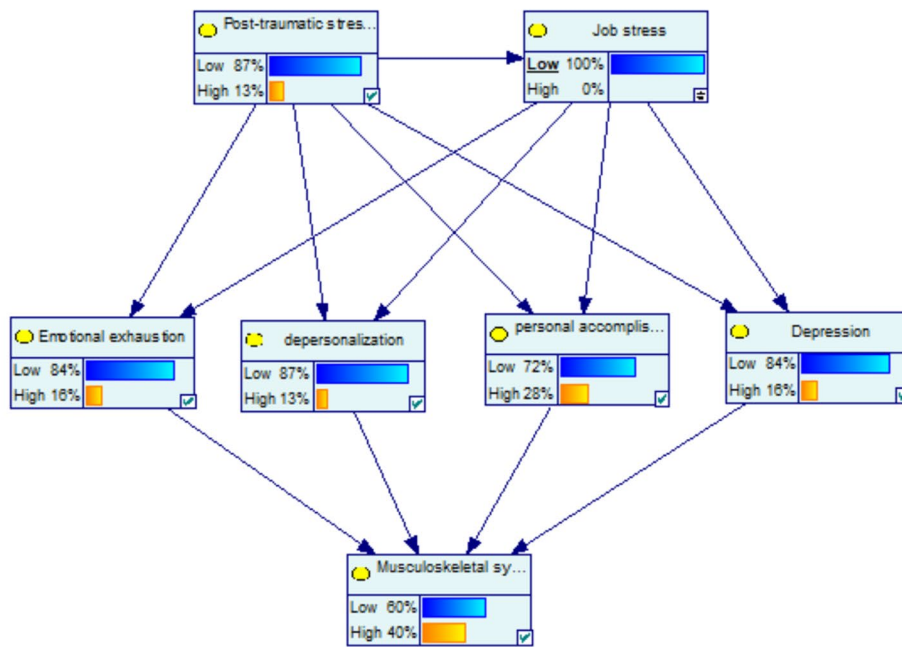 Post-traumatic stres...
Low 87%
High 13%
Job stress
Low 100%
High 0%
Emotional exhaustion
Low 84%
High 16%
depersonalization
Low 87%
High 13%
personal accomplis...
Low 72%
High 28%
Depression
Low 84%
High 16%
Musculoskeletal sy...
Low 60%
High 40%